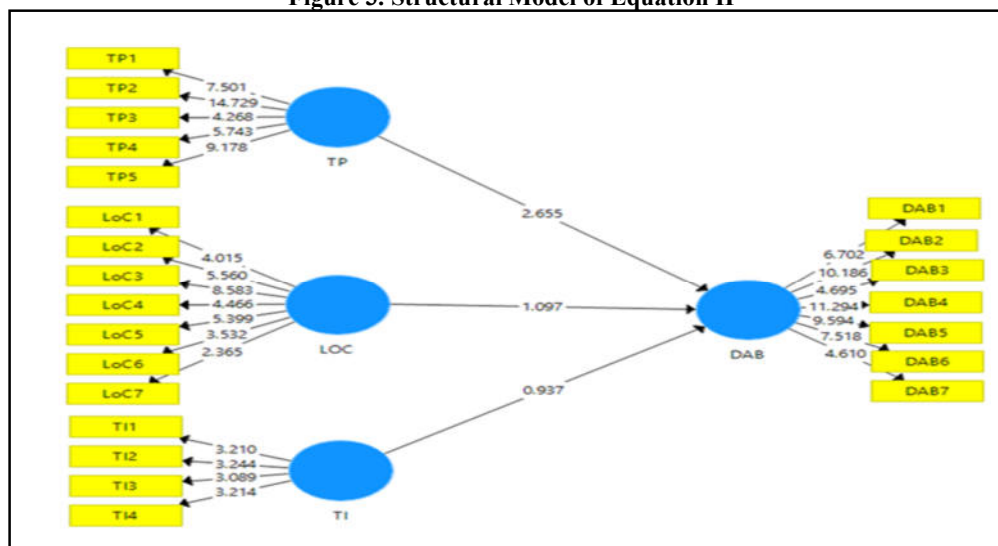 Figure 3. Structural Model of Equation II
TP1
TP2
TP3
TP4
TP5
7.501
14.729
4.268
5.743
9.178
TP
LoC1
LoC2
LoC3
LoC4
LoC5
LoC6
LoC7
4.015
5.560
8.583
4.466
5.399
3.532
2.365
LOC
TI1
TI2
TI3
TI4
3.210
3.244
3.089
3.214
TI
2.655
1.097
0.937
DAB
6.702
10.186
4.695
11.294
9.594
7.518
4.610
DAB1
DAB2
DAB3
DAB4
DAB5
DAB6
DAB7